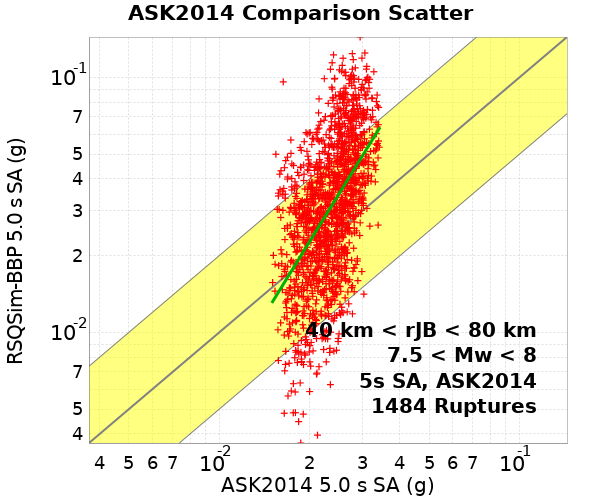 ASK2014 Comparison Scatter
RSQSim-BBP 5.0 s SA (g)
10-1
7
5
4
3
2
10-2
7
5
4
40 km < rJB < 80 km
7.5 < Mw < 8
5s SA, ASK2014
1484 Ruptures
4 5 6 7 10-2 2 3 4 5 6 7 10-1
ASK2014 5.0 s SA (g)